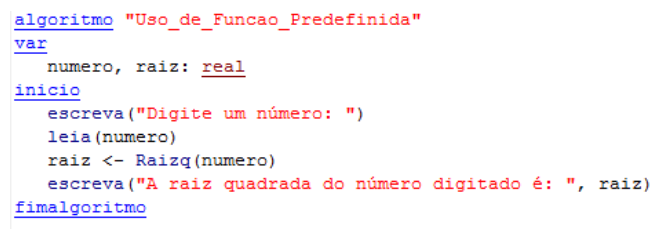 algoritmo "Uso_de_Funcao_Predefinida"
var
numero, raiz: real
inicio
escreva("Digite um número: ")
leia(numero)
raiz <- Raizq(numero)
escreva("A raiz quadrada do número digitado é: ", raiz)
fimalgoritmo